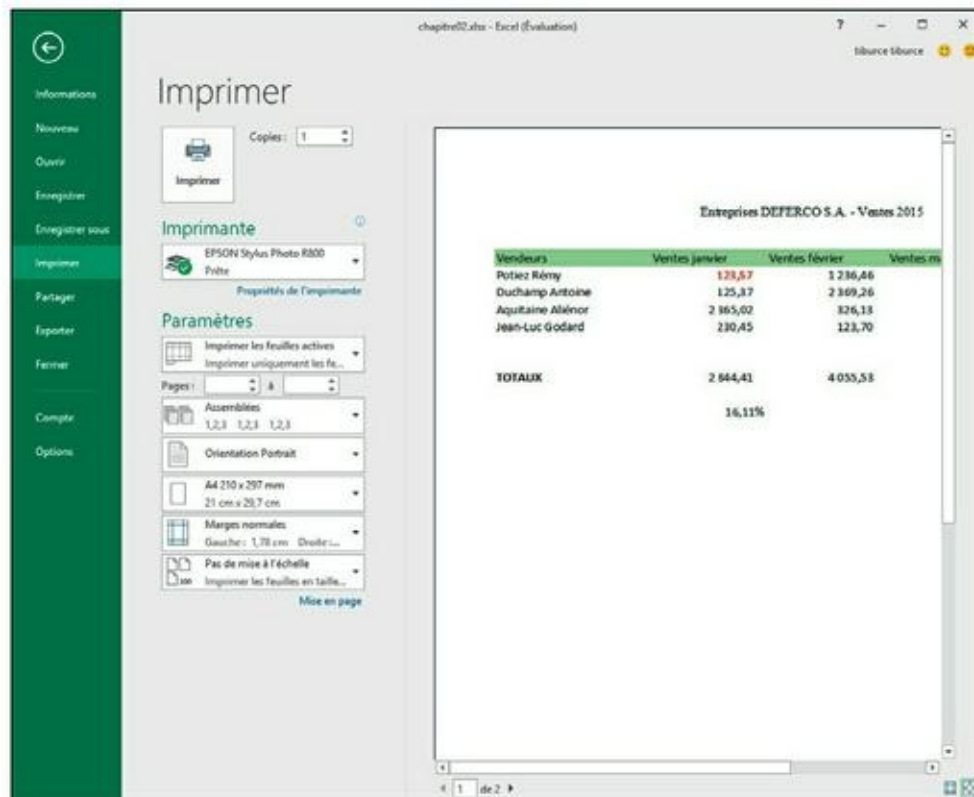 chapitre02.xlsx - Excel (Évaluation)
?
tiburce tiburce
Informations
Nouveau
Ouvrir
Enregistrer
Enregistrer sous
Imprimer
Partager
Exporter
Fermer
Compte
Options
Imprimer
Copies : 1
Imprimer
Imprimante
EPSON Stylus Photo R800
Prête
Propriétés de l'imprimante
Paramètres
Imprimer les feuilles actives
Imprimer uniquement les fe...
Pages : à
Assemblées
1,2,3 1,2,3 1,2,3
Orientation Portrait
A4 210 x 297 mm
21 cm x 29,7 cm
Marges normales
Gauche : 1,78 cm Droite :...
Pas de mise à l'échelle
100 Imprimer les feuilles en taille...
Mise en page
Entreprises DEFERCO S.A. - Ventes 2015
Vendeurs Ventes janvier Ventes février Ventes m
Potiez Rémy 123,57 1 236,46
Duchamp Antoine 125,37 2 369,26
Aquitaine Aliénor 2 365,02 326,13
Jean-Luc Godard 230,45 123,70
TOTAUX 2 844,41 4 055,53
16,11%
1 de 2